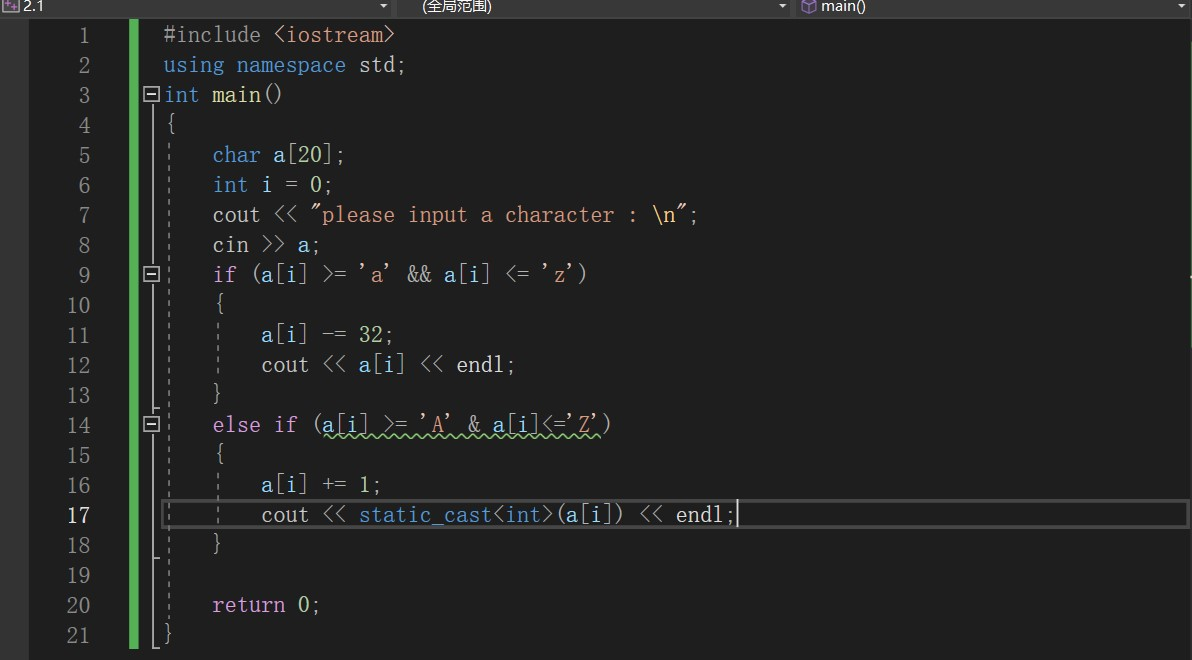 2.1 (全局范围) main()
1 #include <iostream>
2 using namespace std;
3 int main()
4 {
5 char a[20];
6 int i = 0;
7 cout << "please input a character : \n";
8 cin >> a;
9 if (a[i] >= 'a' && a[i] <= 'z')
10 {
11 a[i] -= 32;
12 cout << a[i] << endl;
13 }
14 else if (a[i] >= 'A' & a[i]<='Z')
15 {
16 a[i] += 1;
17 cout << static_cast<int>(a[i]) << endl;
18 }
19
20 return 0;
21 }